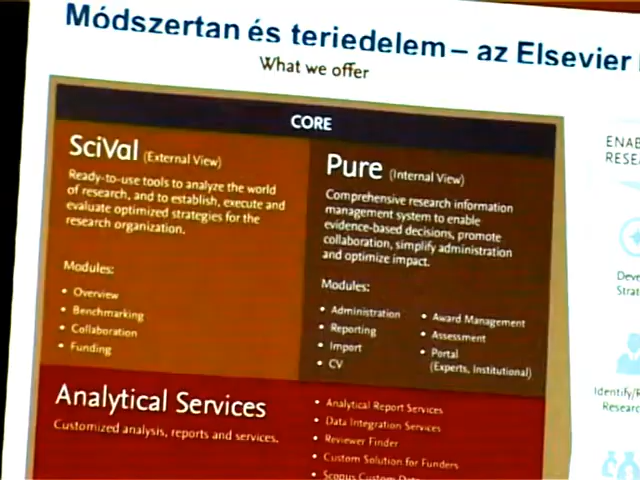 Módszertan és teriedelem – az Elsevier
What we offer
CORE
SciVal (External View)
Ready-to-use tools to analyze the world
of research, and to establish, execute and
evaluate optimized strategies for the
research organization.
Modules:
• Overview
• Benchmarking
• Collaboration
• Funding
Pure (Internal View)
Comprehensive research information
management system to enable
evidence-based decisions, promote
collaboration, simplify administration
and optimize impact.
Modules:
• Administration
• Reporting
• Import
• CV
• Award Management
• Assessment
• Portal
(Experts, Institutional)
Analytical Services
Customized analysis, reports and services.
• Analytical Report Services
• Data Integration Services
• Reviewer Finder
• Custom Solution for Funders
• Scopus Custom Data
ENAB
RESEA
Deve
Strat
Identify/R
Researc